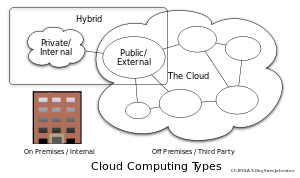 Hybrid
Private/
Internal
Public/
External
The Cloud
On Premises / Internal
Off Premises / Third Party
Cloud Computing Types
CC-BY-SA 3.0 by Sam Johnston